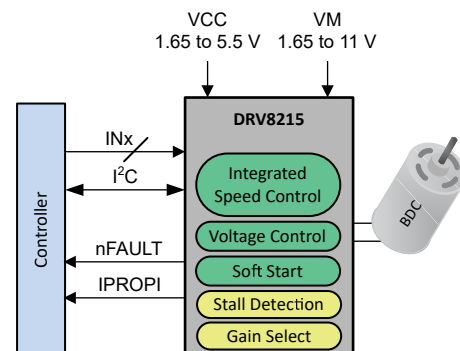 VCC
1.65 to 5.5 V
VM
1.65 to 11 V
DRV8215
Controller
INx
I²C
nFAULT
IPROPI
Integrated
Speed Control
Voltage Control
Soft Start
Stall Detection
Gain Select
BDC